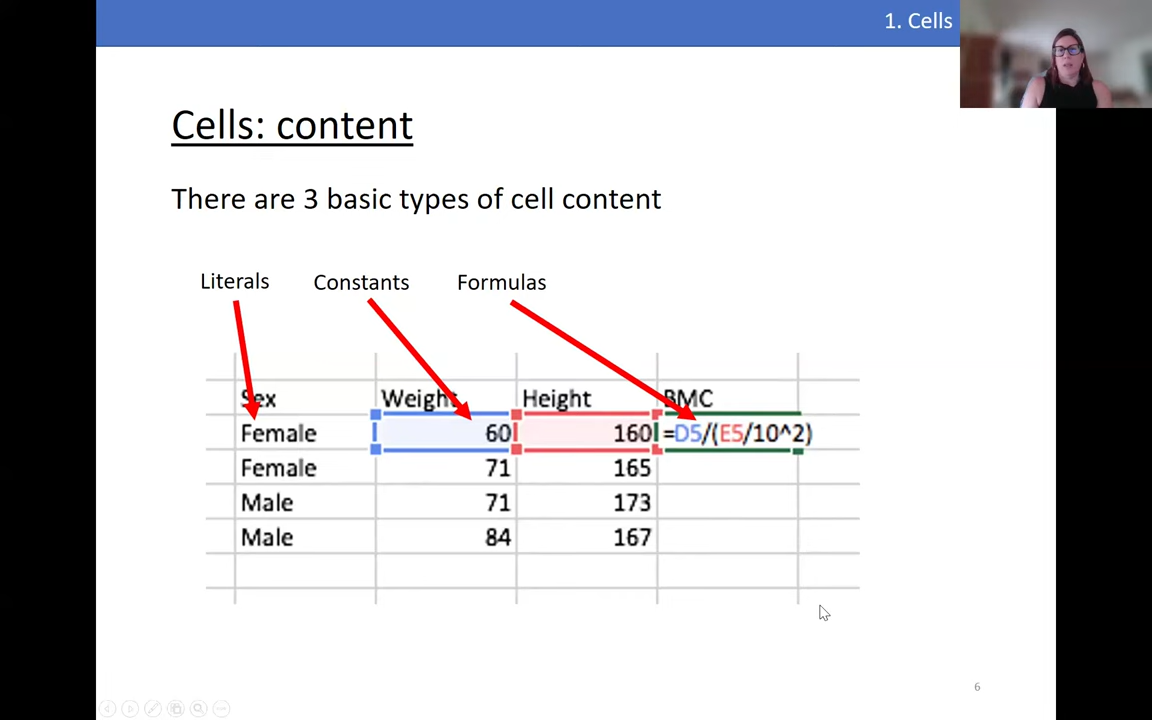 1. Cells
Cells: content
There are 3 basic types of cell content
Literals Constants Formulas
Sex Weight Height BMC
Female 60 160 =D5/(E5/10^2)
Female 71 165
Male 71 173
Male 84 167
6